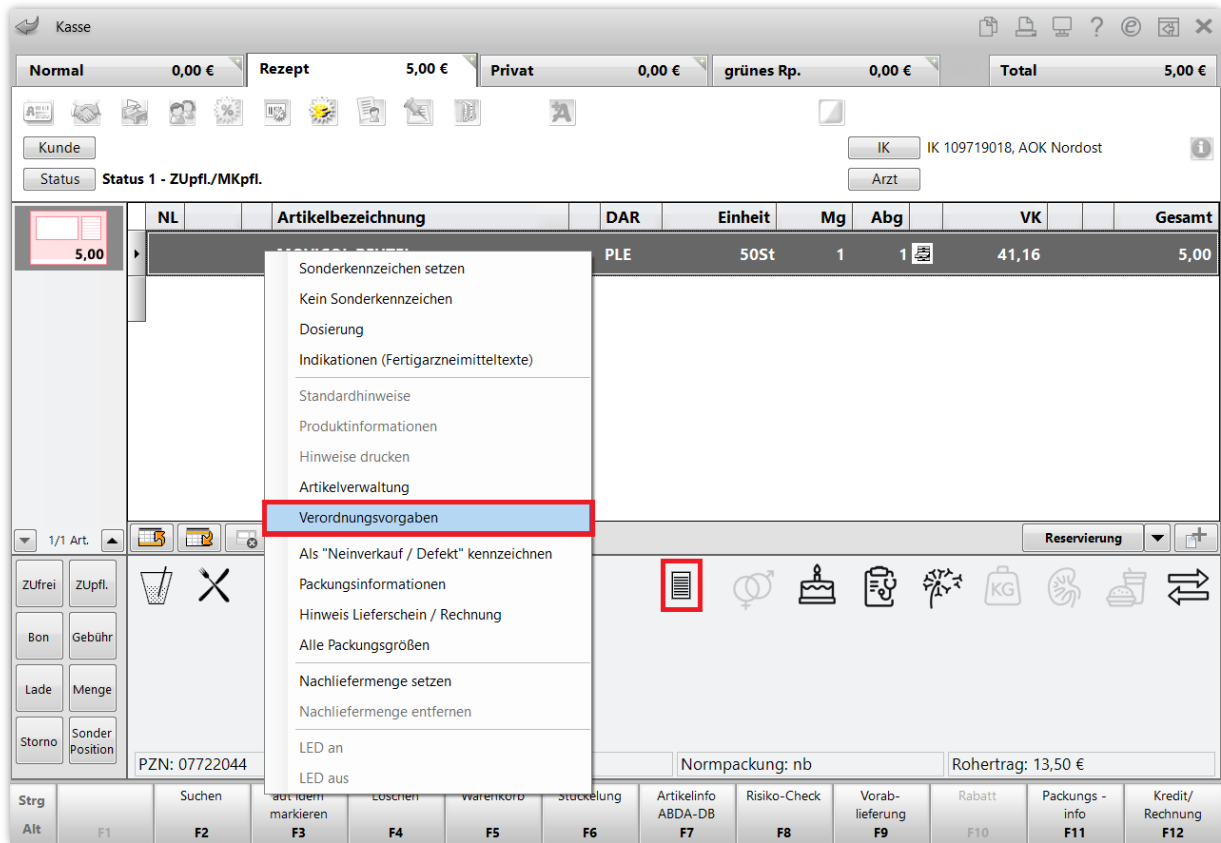 Kasse
Normal 0,00 € Rezept 5,00 € Privat 0,00 € grünes Rp. 0,00 € Total 5,00 €
Kunde IK IK 109719018, AOK Nordost
Status Status 1 - ZUpfl./MKpfl. Arzt
NL Artikelbezeichnung DAR Einheit Mg Abg VK Gesamt
5,00 PLE 50St 1 1 41,16 5,00
Sonderkennzeichen setzen
Kein Sonderkennzeichen
Dosierung
Indikationen (Fertigarzneimitteltexte)
Standardhinweise
Produktinformationen
Hinweise drucken
Artikelverwaltung
Verordnungsvorgaben
Als "Neinverkauf / Defekt" kennzeichnen
Packungsinformationen
Hinweis Lieferschein / Rechnung
Alle Packungsgrößen
Nachliefermenge setzen
Nachliefermenge entfernen
LED an
LED aus
1/1 Art. Reservierung
ZUfrei ZUpfl.
KG
Bon Gebühr
Lade Menge
Storno Sonder Position
PZN: 07722044 Normpackung: nb Rohertrag: 13,50 €
Strg Alt
F1
Suchen F2
auf idem markieren F3
Löschen F4
Warenkorb F5
Stückelung F6
Artikelinfo ABDA-DB F7
Risiko-Check F8
Vorab- lieferung F9
Rabatt F10
Packungs - info F11
Kredit/ Rechnung F12